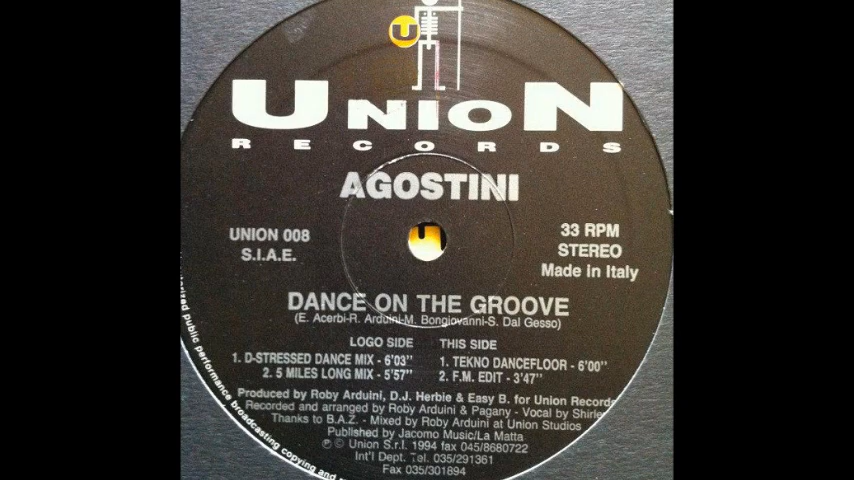 U
UNION
RECORDS
AGOSTINI
UNION 008
S.I.A.E.
33 RPM
STEREO
Made in Italy
DANCE ON THE GROOVE
(E. Acerbi-R. Arduini-M. Bongiovanni-S. Dal Gesso)
LOGO SIDE
1. D-STRESSED DANCE MIX - 6'03"
2. 5 MILES LONG MIX - 5'57"
THIS SIDE
1. TEKNO DANCEFLOOR - 6'00"
2. F.M. EDIT - 3'47"
Produced by Roby Arduini, D.J. Herbie & Easy B. for Union Records
Recorded and arranged by Roby Arduini & Pagany - Vocal by Shirley
Thanks to B.A.Z. - Mixed by Roby Arduini at Union Studios
Published by Jacomo Music/La Matta
℗ © Union S.r.l. 1994 fax 045/8680722
Int'l Dept. Tel. 035/291361
Fax 035/301894
public performance broadcasting copying and